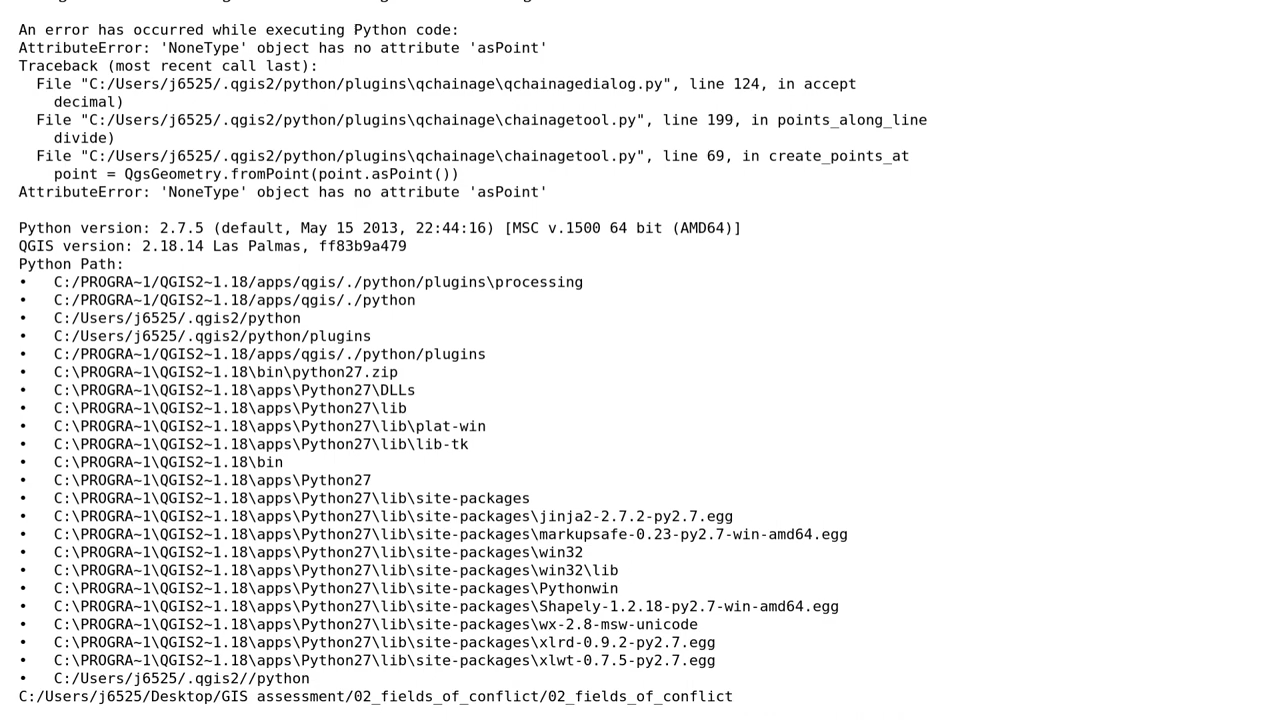 An error has occurred while executing Python code:
AttributeError: 'NoneType' object has no attribute 'asPoint'
Traceback (most recent call last):
File "C:/Users/j6525/.qgis2/python/plugins\qchainage\qchainagedialog.py", line 124, in accept
decimal)
File "C:/Users/j6525/.qgis2/python/plugins\qchainage\chainagetool.py", line 199, in points_along_line
divide)
File "C:/Users/j6525/.qgis2/python/plugins\qchainage\chainagetool.py", line 69, in create_points_at
point = QgsGeometry.fromPoint(point.asPoint())
AttributeError: 'NoneType' object has no attribute 'asPoint'
Python version: 2.7.5 (default, May 15 2013, 22:44:16) [MSC v.1500 64 bit (AMD64)]
QGIS version: 2.18.14 Las Palmas, ff83b9a479
Python Path:
• C:/PROGRA~1/QGIS2~1.18/apps/qgis/./python/plugins\processing
• C:/PROGRA~1/QGIS2~1.18/apps/qgis/./python
• C:/Users/j6525/.qgis2/python
• C:/Users/j6525/.qgis2/python/plugins
• C:/PROGRA~1/QGIS2~1.18/apps/qgis/./python/plugins
• C:\PROGRA~1\QGIS2~1.18\bin\python27.zip
• C:\PROGRA~1\QGIS2~1.18\apps\Python27\DLLs
• C:\PROGRA~1\QGIS2~1.18\apps\Python27\lib
• C:\PROGRA~1\QGIS2~1.18\apps\Python27\lib\plat-win
• C:\PROGRA~1\QGIS2~1.18\apps\Python27\lib\lib-tk
• C:\PROGRA~1\QGIS2~1.18\bin
• C:\PROGRA~1\QGIS2~1.18\apps\Python27
• C:\PROGRA~1\QGIS2~1.18\apps\Python27\lib\site-packages
• C:\PROGRA~1\QGIS2~1.18\apps\Python27\lib\site-packages\jinja2-2.7.2-py2.7.egg
• C:\PROGRA~1\QGIS2~1.18\apps\Python27\lib\site-packages\markupsafe-0.23-py2.7-win-amd64.egg
• C:\PROGRA~1\QGIS2~1.18\apps\Python27\lib\site-packages\win32
• C:\PROGRA~1\QGIS2~1.18\apps\Python27\lib\site-packages\win32\lib
• C:\PROGRA~1\QGIS2~1.18\apps\Python27\lib\site-packages\Pythonwin
• C:\PROGRA~1\QGIS2~1.18\apps\Python27\lib\site-packages\Shapely-1.2.18-py2.7-win-amd64.egg
• C:\PROGRA~1\QGIS2~1.18\apps\Python27\lib\site-packages\wx-2.8-msw-unicode
• C:\PROGRA~1\QGIS2~1.18\apps\Python27\lib\site-packages\xlrd-0.9.2-py2.7.egg
• C:\PROGRA~1\QGIS2~1.18\apps\Python27\lib\site-packages\xlwt-0.7.5-py2.7.egg
• C:/Users/j6525/.qgis2//python
C:/Users/j6525/Desktop/GIS assessment/02_fields_of_conflict/02_fields_of_conflict